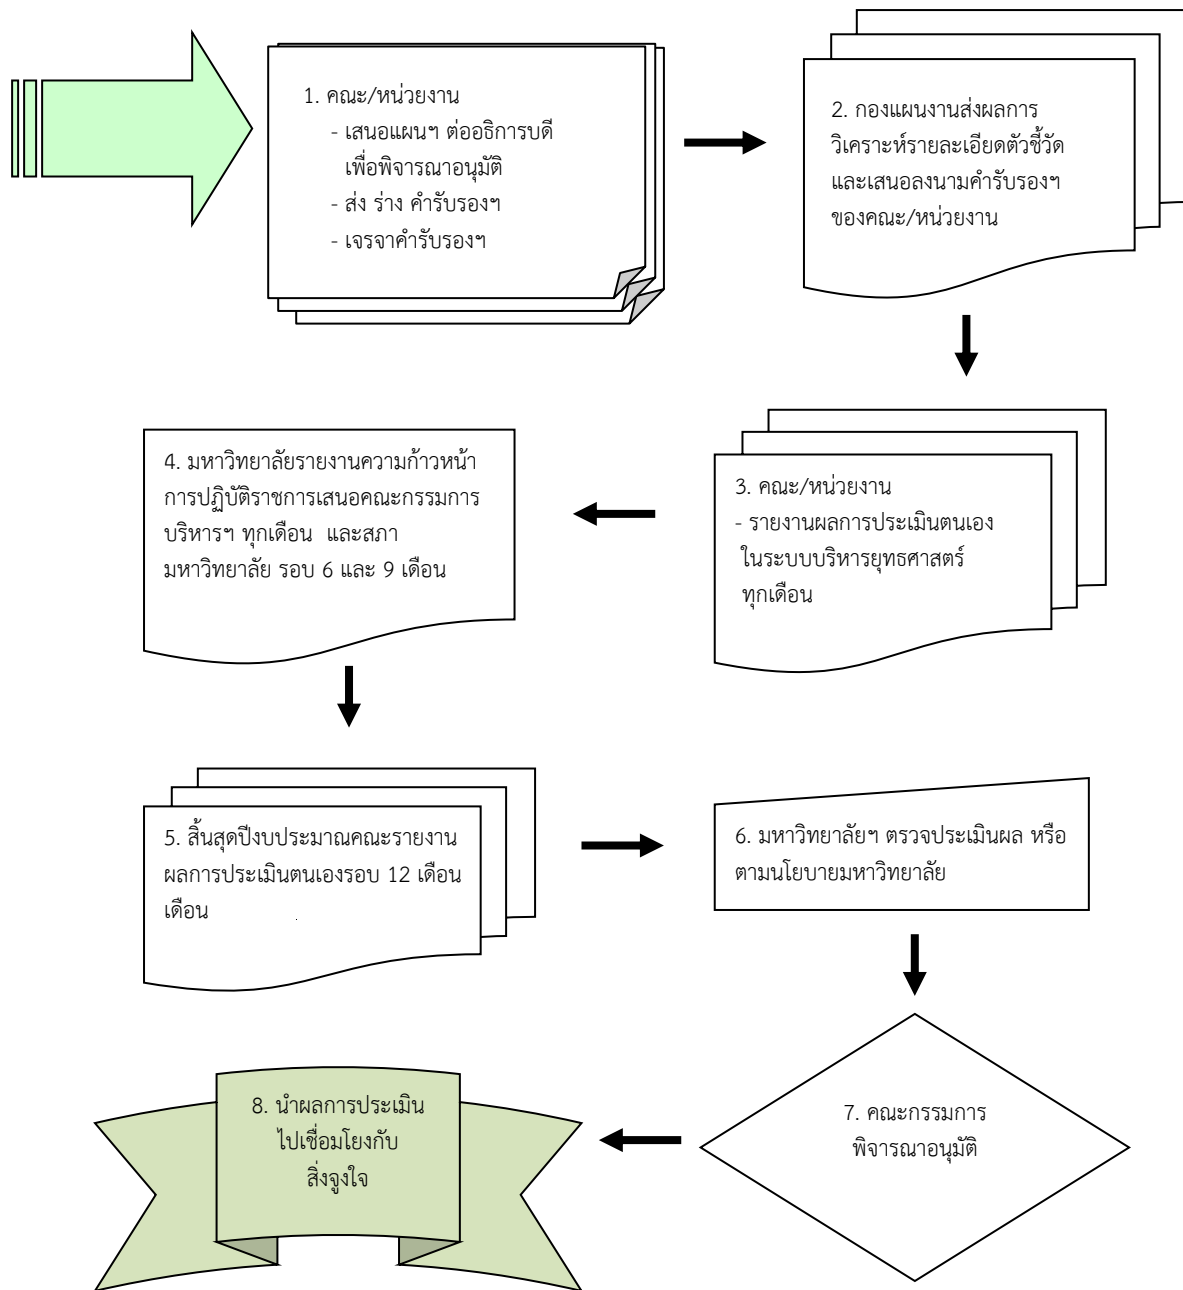 1. คณะ/หน่วยงาน
- เสนอแผนฯ ต่ออธิการบดี
เพื่อพิจารณาอนุมัติ
- ส่ง ร่าง คำรับรองฯ
- เจรจาคำรับรองฯ
2. กองแผนงานส่งผลการ
วิเคราะห์รายละเอียดตัวชี้วัด
และเสนอลงนามคำรับรองฯ
ของคณะ/หน่วยงาน
3. คณะ/หน่วยงาน
- รายงานผลการประเมินตนเอง
ในระบบบริหารยุทธศาสตร์
ทุกเดือน
4. มหาวิทยาลัยรายงานความก้าวหน้า
การปฏิบัติราชการเสนอคณะกรรมการ
บริหารฯ ทุกเดือน และสภา
มหาวิทยาลัย รอบ 6 และ 9 เดือน
5. สิ้นสุดปีงบประมาณคณะรายงาน
ผลการประเมินตนเองรอบ 12 เดือน
เดือน
6. มหาวิทยาลัยฯ ตรวจประเมินผล หรือ
ตามนโยบายมหาวิทยาลัย
7. คณะกรรมการ
พิจารณาอนุมัติ
8. นำผลการประเมิน
ไปเชื่อมโยงกับ
สิ่งจูงใจ